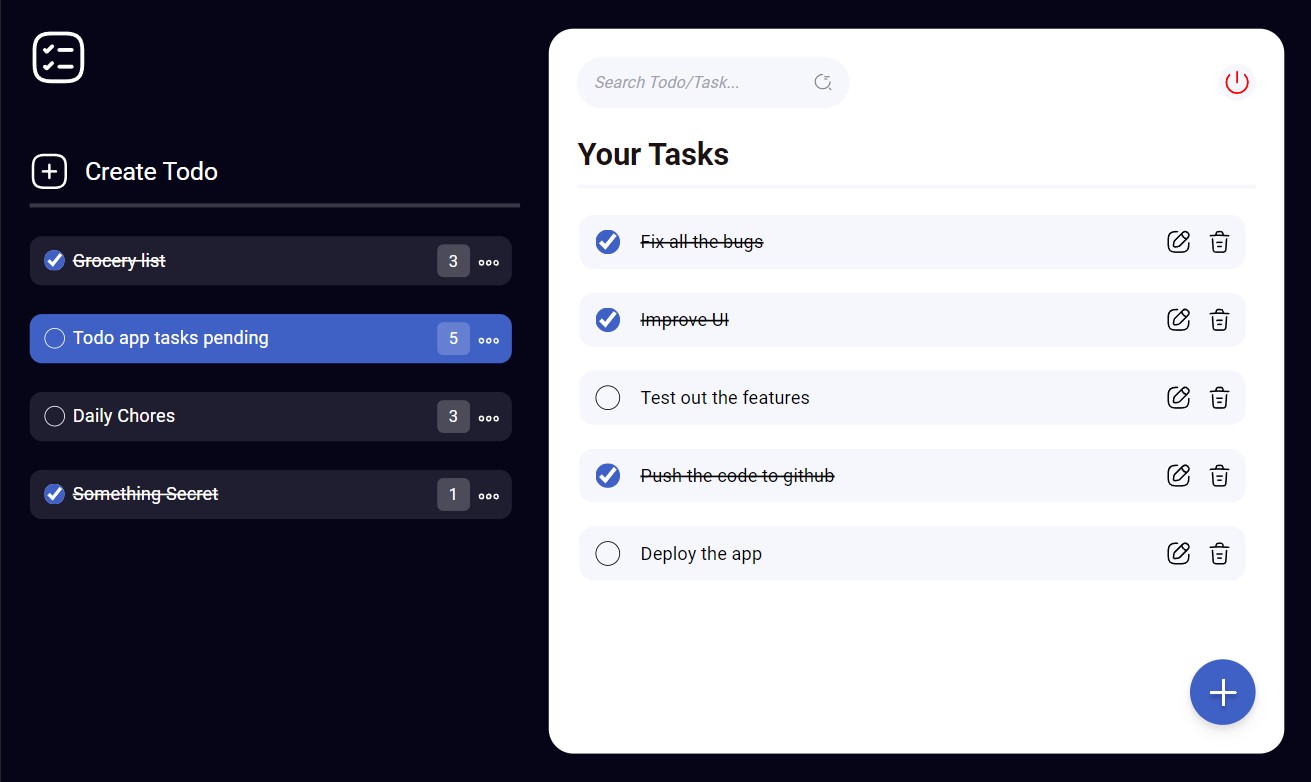 Create Todo
Grocery list 3
Todo app tasks pending 5
Daily Chores 3
Something Secret 1
Search Todo/Task...
Your Tasks
Fix all the bugs
Improve UI
Test out the features
Push the code to github
Deploy the app